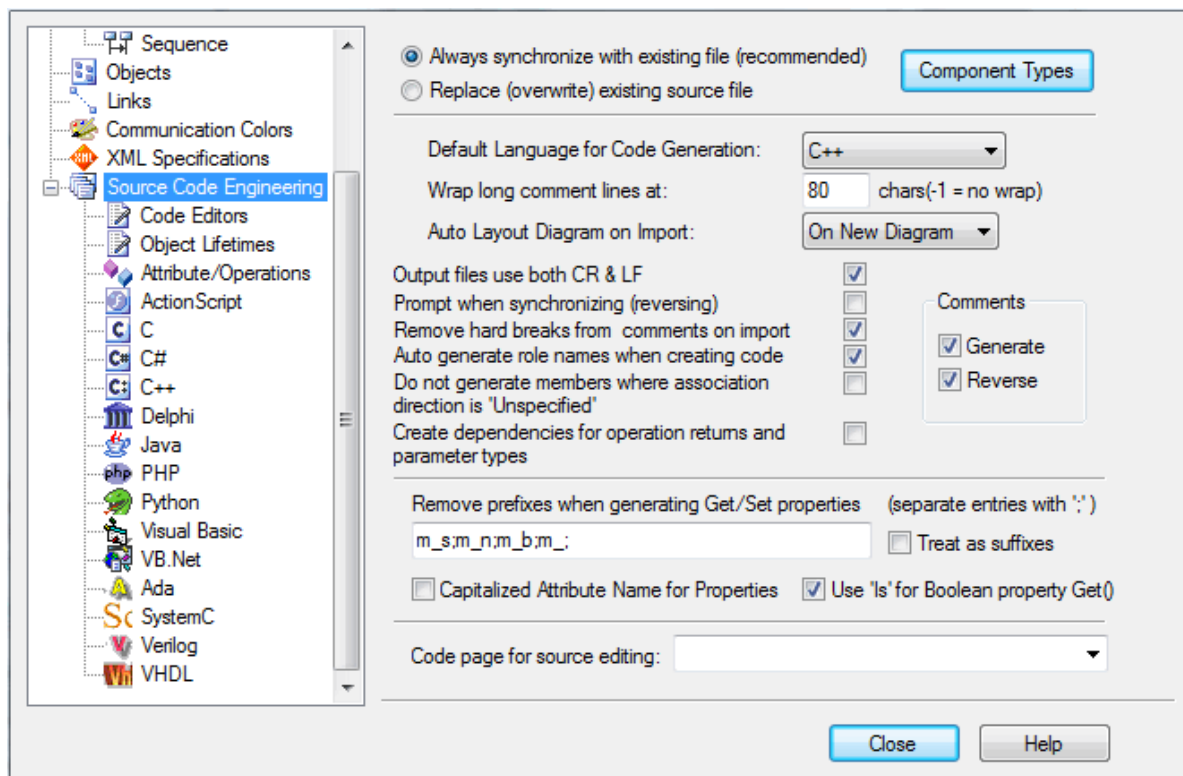 Sequence
Objects
Links
Communication Colors
XML Specifications
Source Code Engineering
Code Editors
Object Lifetimes
Attribute/Operations
ActionScript
C
C#
C++
Delphi
Java
PHP
Python
Visual Basic
VB.Net
Ada
SystemC
Verilog
VHDL
Always synchronize with existing file (recommended)
Replace (overwrite) existing source file
Component Types
Default Language for Code Generation: C++
Wrap long comment lines at: 80 chars(-1 = no wrap)
Auto Layout Diagram on Import: On New Diagram
Output files use both CR & LF
Prompt when synchronizing (reversing)
Remove hard breaks from comments on import
Auto generate role names when creating code
Do not generate members where association
direction is 'Unspecified'
Create dependencies for operation returns and
parameter types
Comments
Generate
Reverse
Remove prefixes when generating Get/Set properties (separate entries with ';' )
m_s;m_n;m_b;m_;
Treat as suffixes
Capitalized Attribute Name for Properties
Use 'Is' for Boolean property Get()
Code page for source editing:
Close
Help